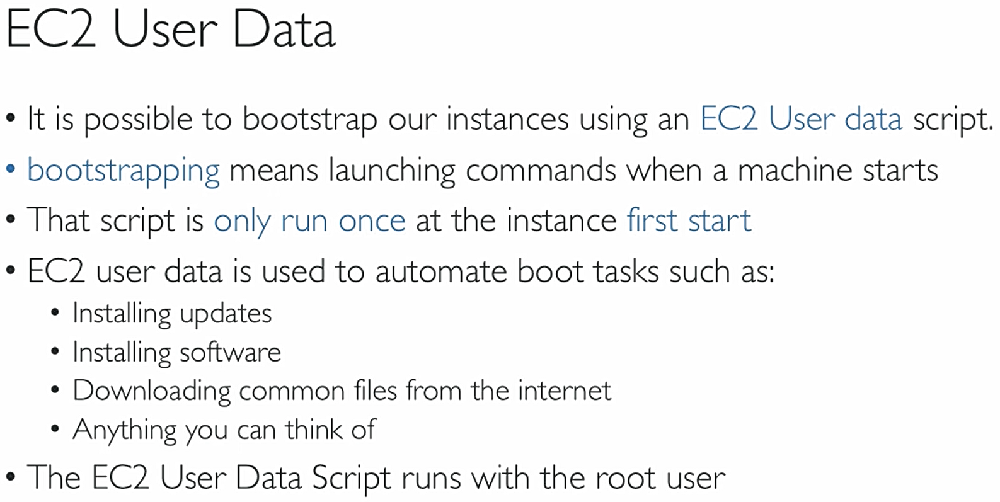 EC2 User Data
• It is possible to bootstrap our instances using an EC2 User data script.
• bootstrapping means launching commands when a machine starts
• That script is only run once at the instance first start
• EC2 user data is used to automate boot tasks such as:
• Installing updates
• Installing software
• Downloading common files from the internet
• Anything you can think of
• The EC2 User Data Script runs with the root user